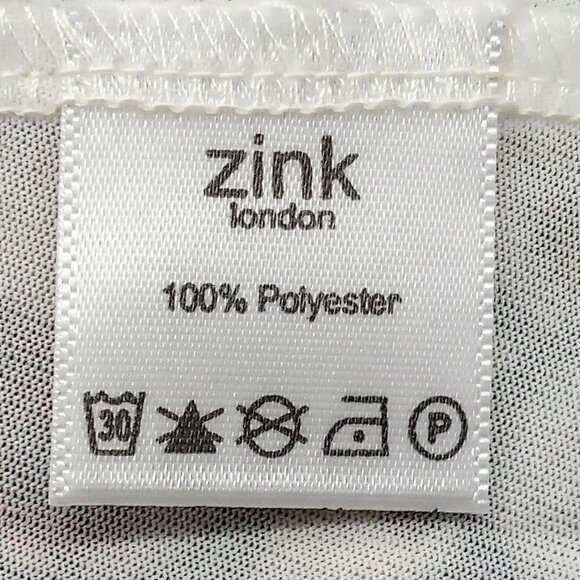 zink
london
100% Polyester
30 P